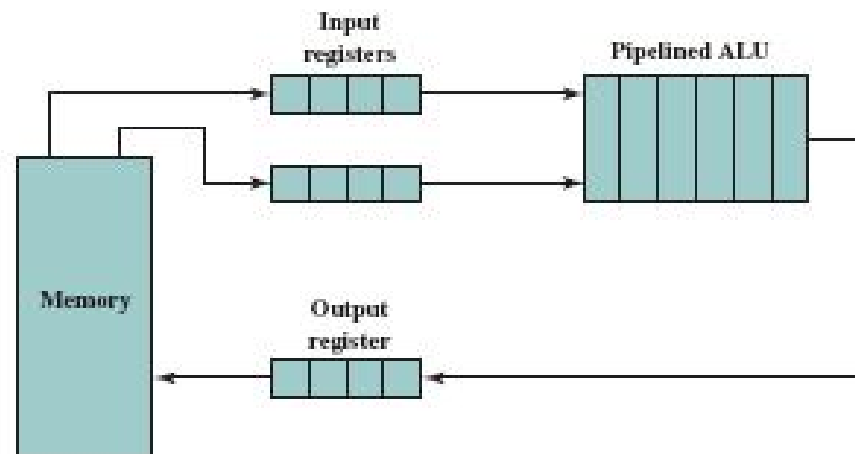 Input
registers
Pipelined ALU
Memory
Output
register